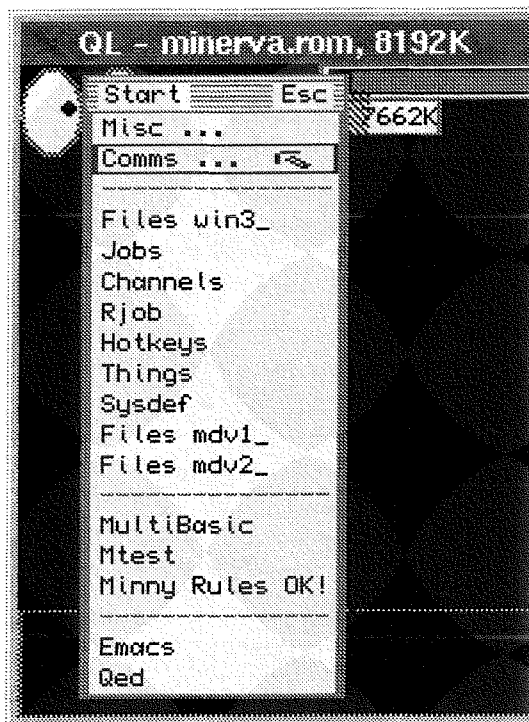 QL - minerva.rom, 8192K
Start Esc
7662K
Misc ...
Comms ...
Files win3_
Jobs
Channels
Rjob
Hotkeys
Things
Sysdef
Files mdv1_
Files mdv2_
MultiBasic
Mtest
Minny Rules OK!
Emacs
Qed